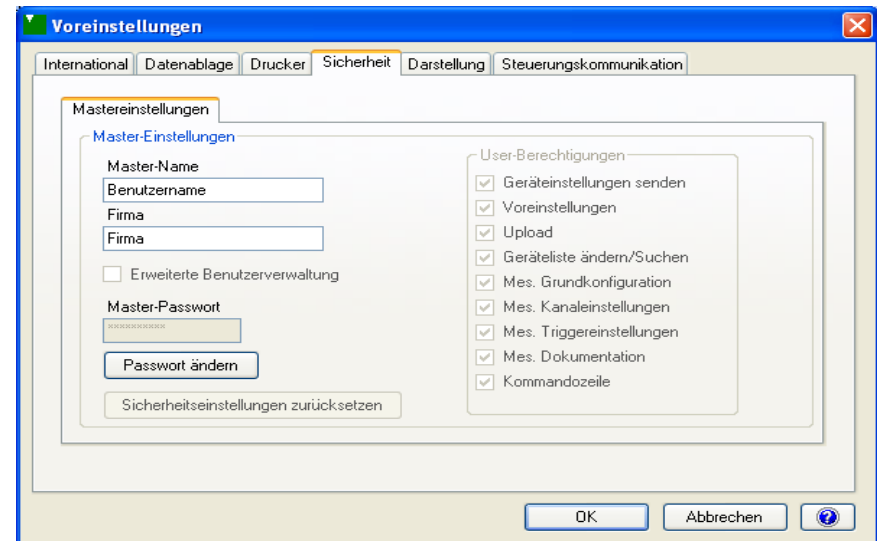 Voreinstellungen
International Datenablage Drucker Sicherheit Darstellung Steuerungskommunikation
Mastereinstellungen
Master-Einstellungen
Master-Name
Benutzername
Firma
Firma
Erweiterte Benutzerverwaltung
Master-Passwort
××××××××××
Passwort ändern
Sicherheitseinstellungen zurücksetzen
User-Berechtigungen
Geräteinstellungen senden
Voreinstellungen
Upload
Geräteliste ändern/Suchen
Mes. Grundkonfiguration
Mes. Kanaleinstellungen
Mes. Triggereinstellungen
Mes. Dokumentation
Kommandozeile
OK Abbrechen ?